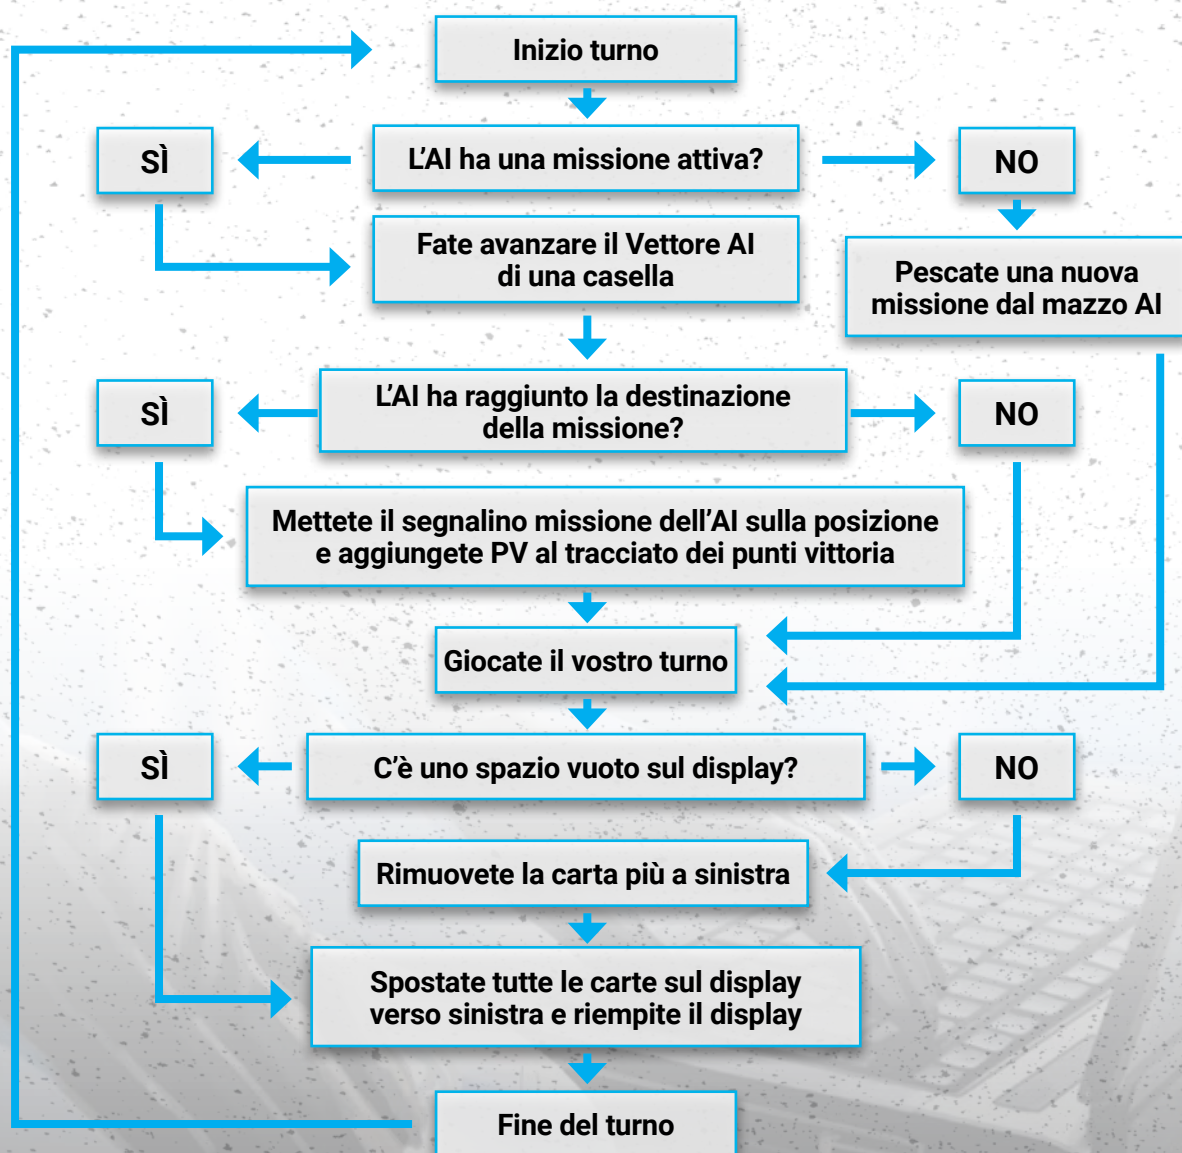 Inizio turno
SÌ
L'AI ha una missione attiva?
NO
Fate avanzare il Vettore AI
di una casella
Pescate una nuova
missione dal mazzo AI
SÌ
L'AI ha raggiunto la destinazione
della missione?
NO
Mettete il segnalino missione dell'AI sulla posizione
e aggiungete PV al tracciato dei punti vittoria
Giocate il vostro turno
SÌ
C'è uno spazio vuoto sul display?
NO
Rimuovete la carta più a sinistra
Spostate tutte le carte sul display
verso sinistra e riempite il display
Fine del turno